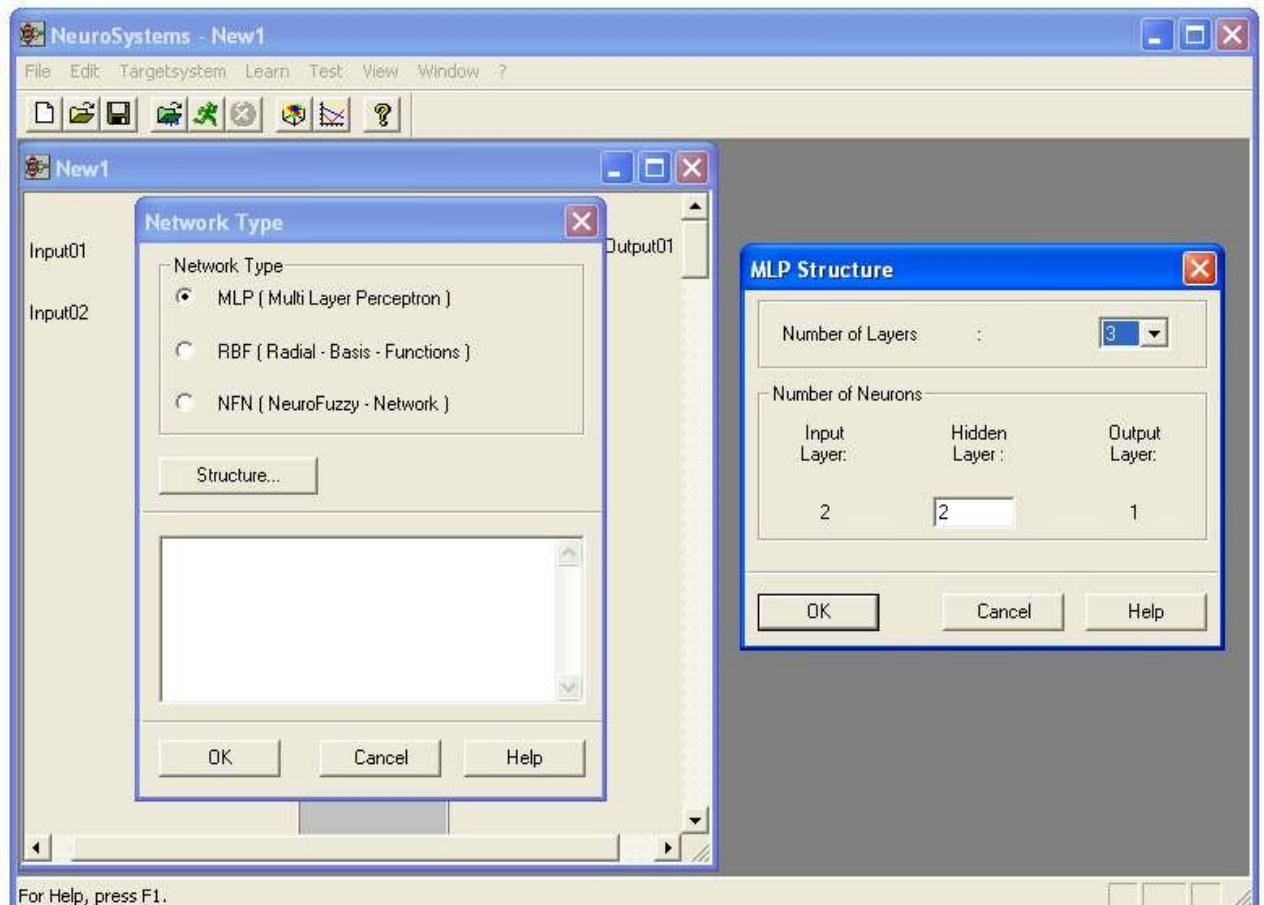 NeuroSystems - New1
File Edit Targetsystem Learn Test View Window ?
New1
Input01
Input02
Output01
Network Type
Network Type
MLP ( Multi Layer Perceptron )
RBF ( Radial - Basis - Functions )
NFN ( NeuroFuzzy - Network )
Structure...
OK Cancel Help
MLP Structure
Number of Layers :
3
Number of Neurons
Input Layer:
Hidden Layer :
Output Layer:
2 2 1
OK Cancel Help
For Help, press F1.